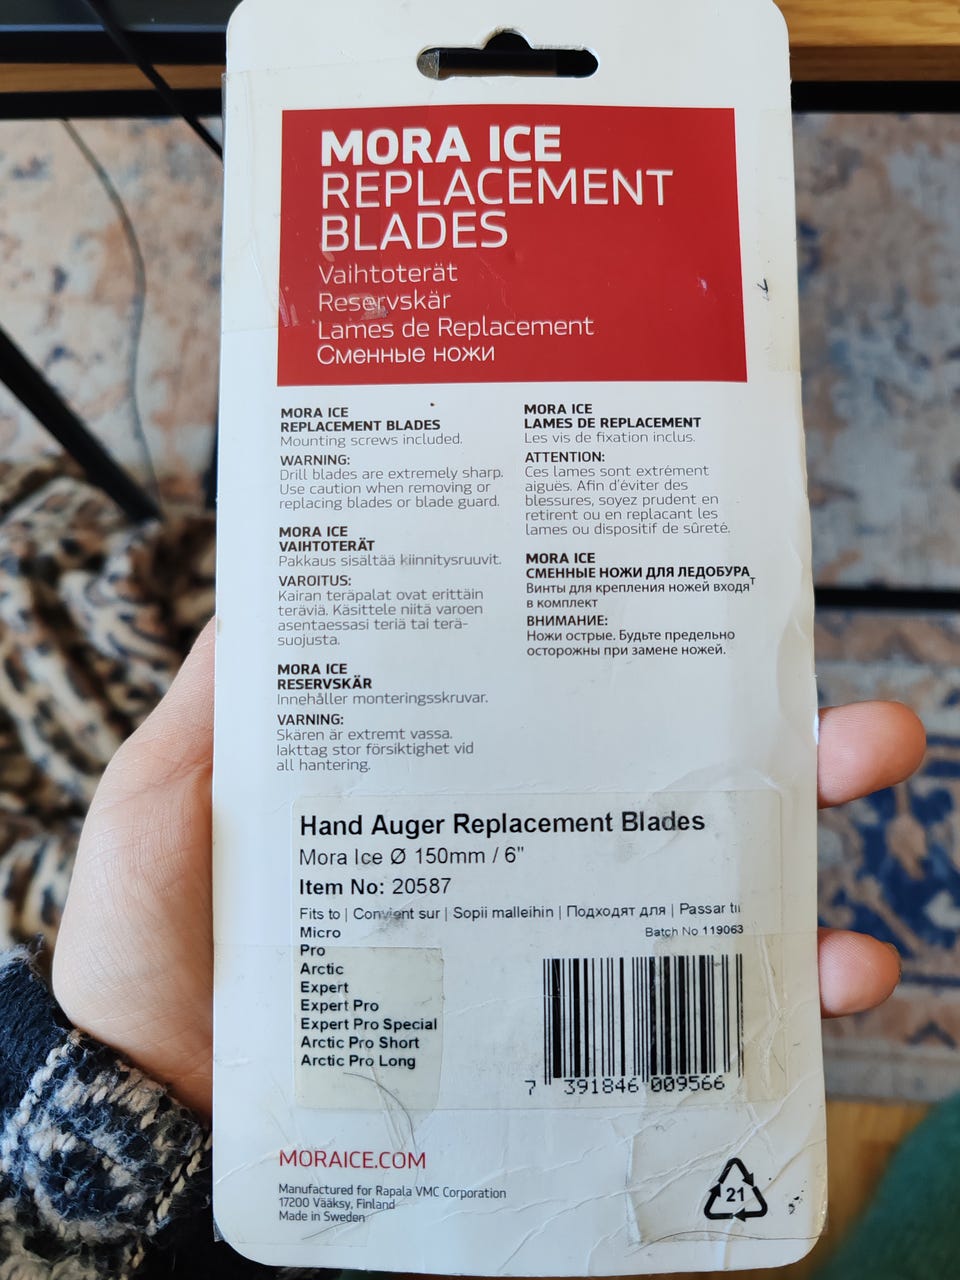 MORA ICE
REPLACEMENT
BLADES
Vaihtoterät
Reservskär
Lames de Replacement
Сменные ножи
MORA ICE
REPLACEMENT BLADES
Mounting screws included.
WARNING:
Drill blades are extremely sharp.
Use caution when removing or
replacing blades or blade guard.
MORA ICE
VAIHTOTERÄT
Pakkaus sisältää kiinnitysruuvit.
VAROITUS:
Kairan teräpalat ovat erittäin
teräviä. Käsittele niitä varoen
asentaessasi teriä tai terä-
suojusta.
MORA ICE
RESERVSKÄR
Innehåller monteringsskruvar.
VARNING:
Skären är extremt vassa.
Iakttag stor försiktighet vid
all hantering.
MORA ICE
LAMES DE REPLACEMENT
Les vis de fixation inclus.
ATTENTION:
Ces lames sont extrément
aiguës. Afin d'éviter des
blessures, soyez prudent en
retirent ou en replacant les
lames ou dispositif de sûreté.
MORA ICE
СМЕННЫЕ НОЖИ ДЛЯ ЛЕДОБУРА
Винты для крепления ножей входят
в комплект
ВНИМАНИЕ:
Ножи острые. Будьте предельно
осторожны при замене ножей.
Hand Auger Replacement Blades
Mora Ice Ø 150mm / 6"
Item No: 20587
Fits to | Convient sur | Sopii malleihin | Подходят для | Passar till
Batch No 119063
Micro
Pro
Arctic
Expert
Expert Pro
Expert Pro Special
Arctic Pro Short
Arctic Pro Long
7 391846 009566
MORAICE.COM
Manufactured for Rapala VMC Corporation
17200 Vääksy, Finland
Made in Sweden
21